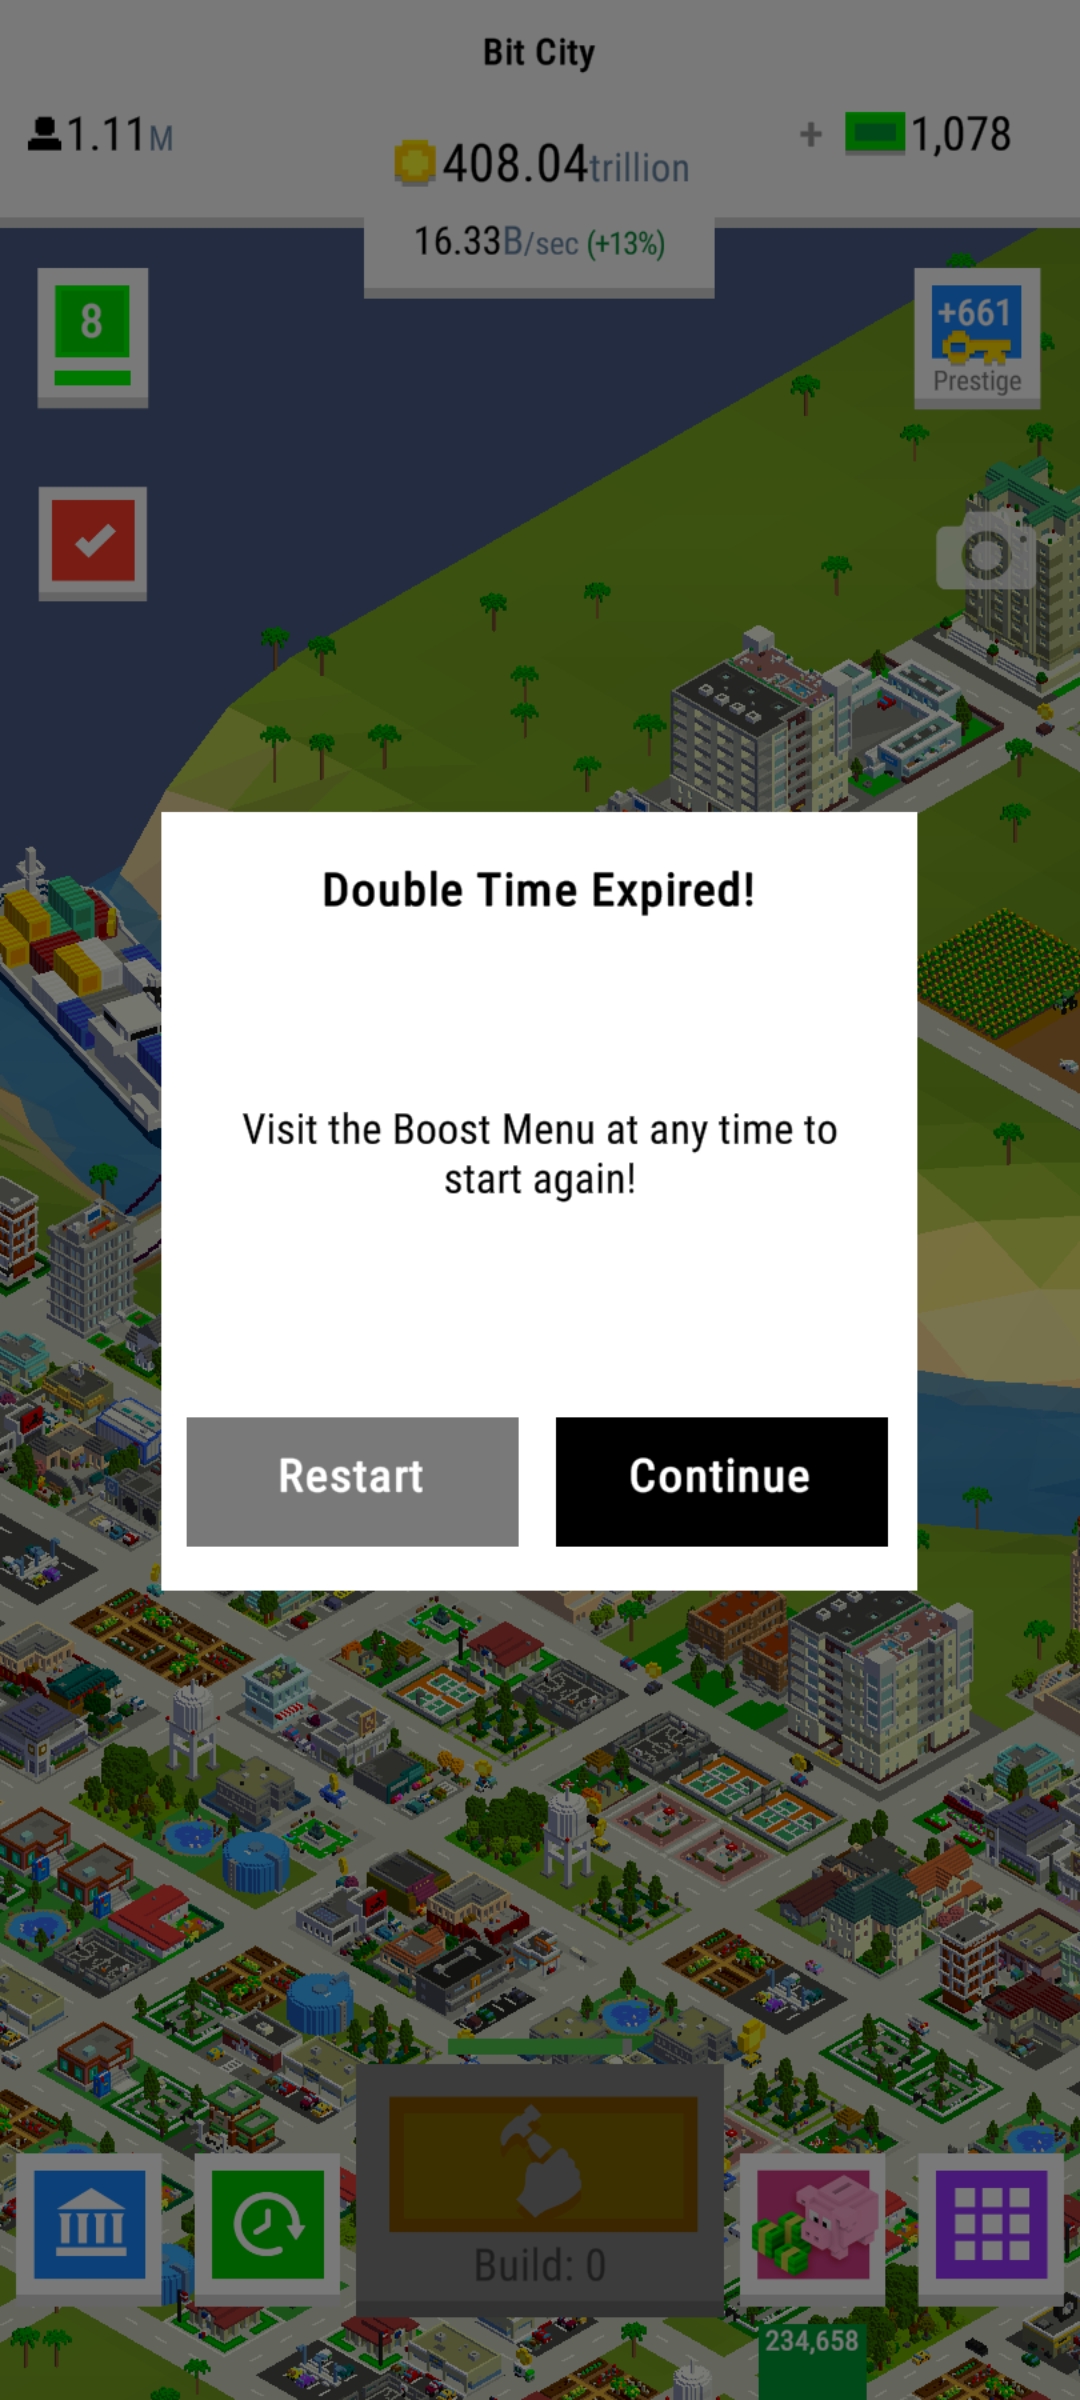 Bit City
1.11M
408.04trillion
+ 1,078
16.33B/sec (+13%)
8
+661
Prestige
Double Time Expired!
Visit the Boost Menu at any time to
start again!
Restart
Continue
Build: 0
234,658